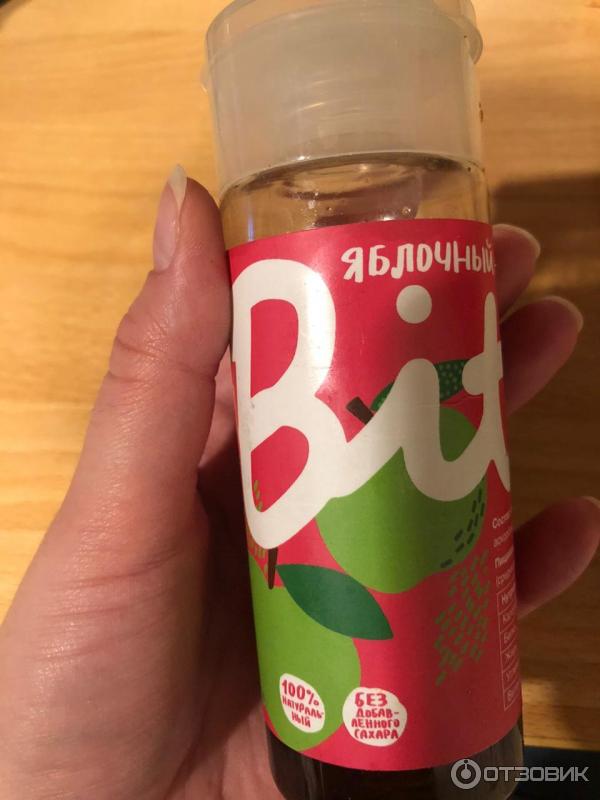 ЯБЛОЧНЫЙ
Bit
100%
НАТУРАЛЬ-
НЫЙ
БЕЗ
ДОБАВ-
ЛЕННОГО
САХАРА
ОТЗОВИК